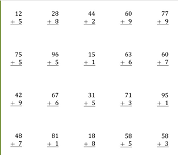 12 28 44 60 77
+ 5 + 8 + 2 + 9 + 9
75 96 15 63 60
+ 5 + 5 + 1 + 6 + 7
42 67 31 71 95
+ 9 + 6 + 5 + 3 + 1
48 81 18 58 58
+ 7 + 1 + 8 + 5 + 3